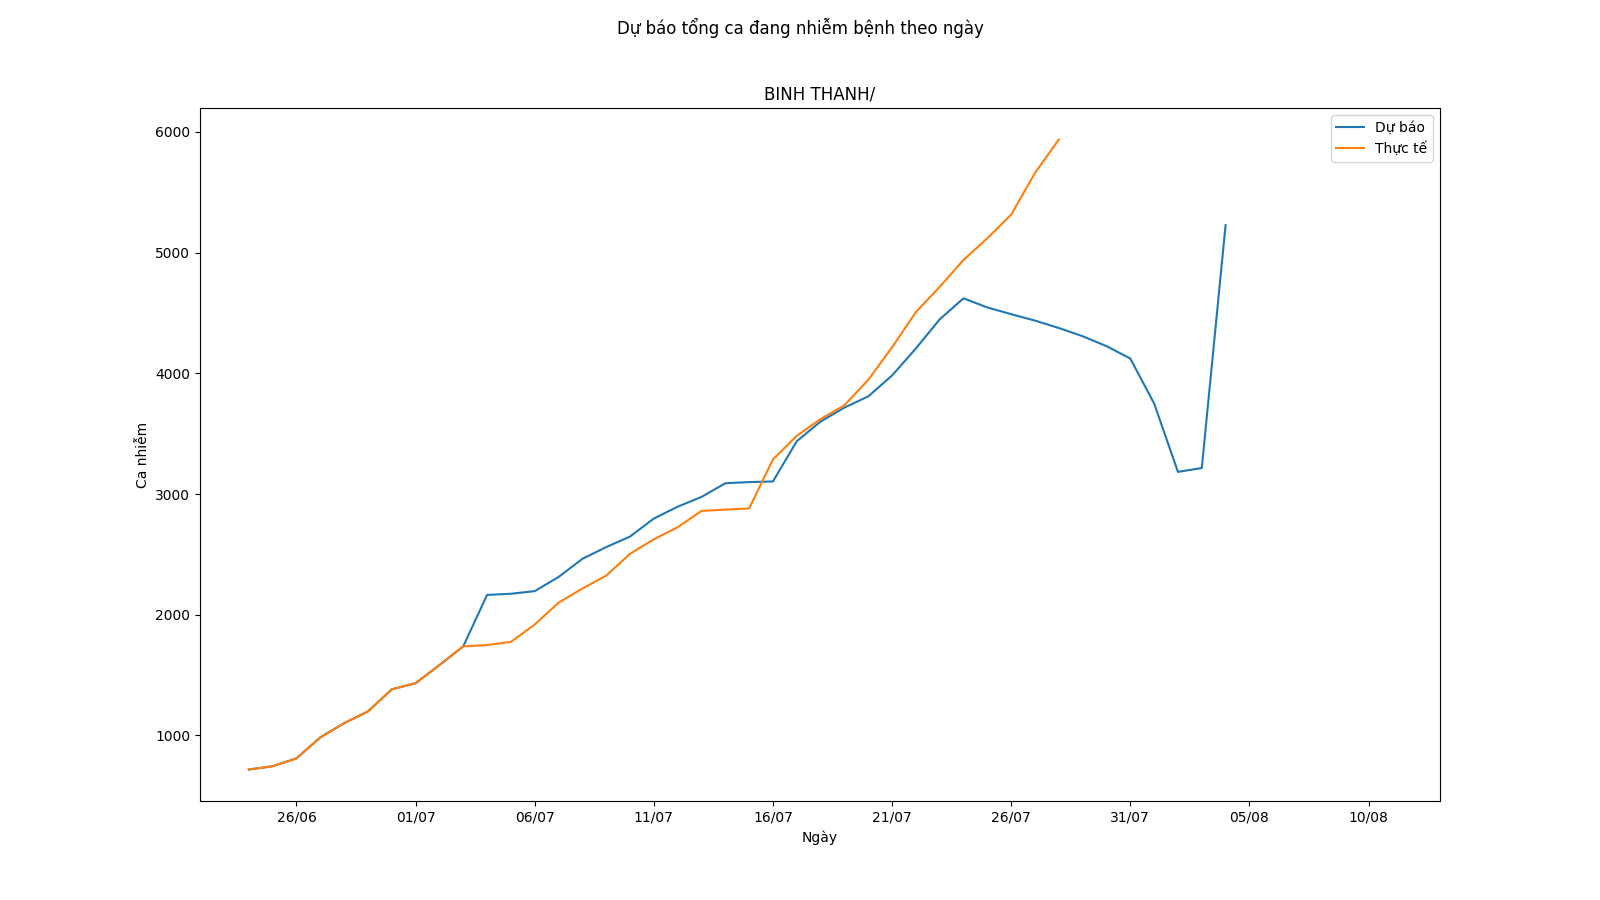 Dự báo tổng ca đang nhiễm bệnh theo ngày
BINH THANH/
Dự báo
Thực tế
6000
5000
4000
3000
2000
1000
Ca nhiễm
26/06 01/07 06/07 11/07 16/07 21/07 26/07 31/07 05/08 10/08
Ngày